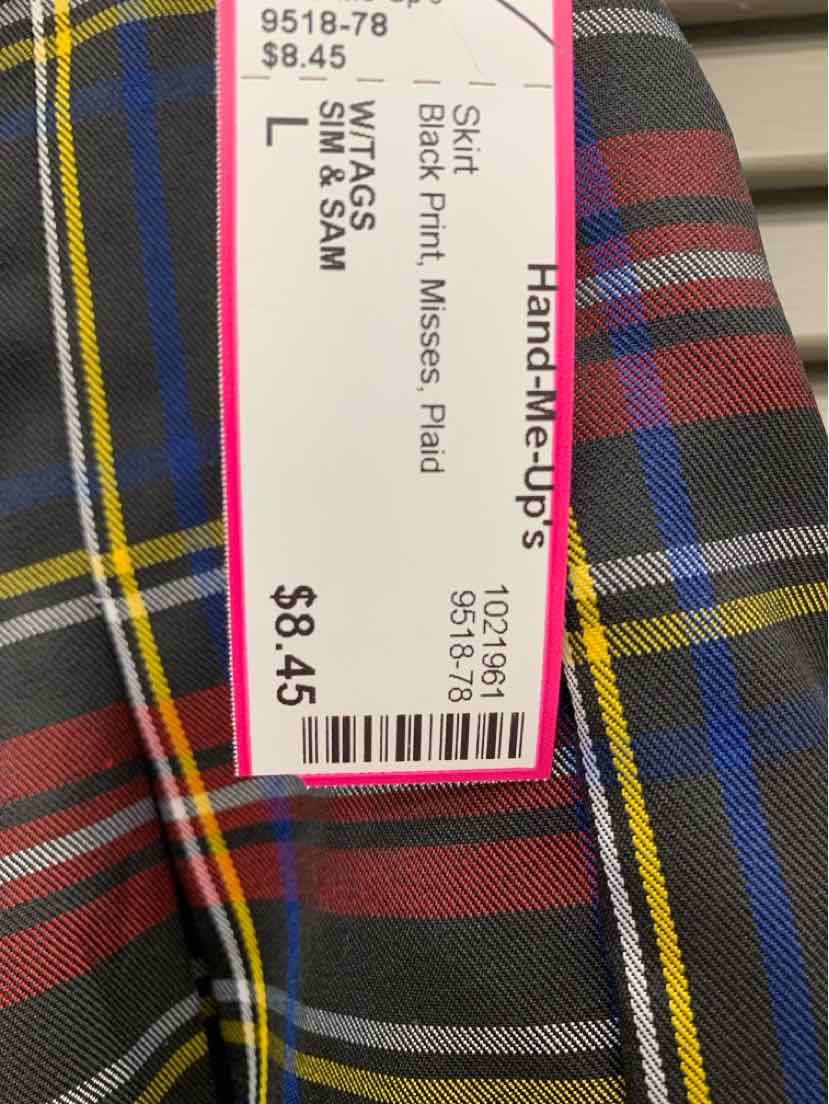 9518-78
$8.45
Hand-Me-Up's
1021961
9518-78
Skirt
Black Print, Misses, Plaid
W/TAGS
SIM & SAM
L
$8.45